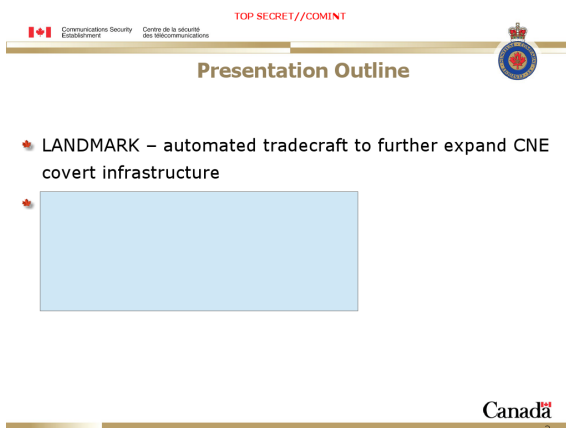 TOP SECRET//COMINT
Communications Security Centre de la sécurité
Establishment des télécommunications
Presentation Outline
LANDMARK – automated tradecraft to further expand CNE
covert infrastructure
Canada